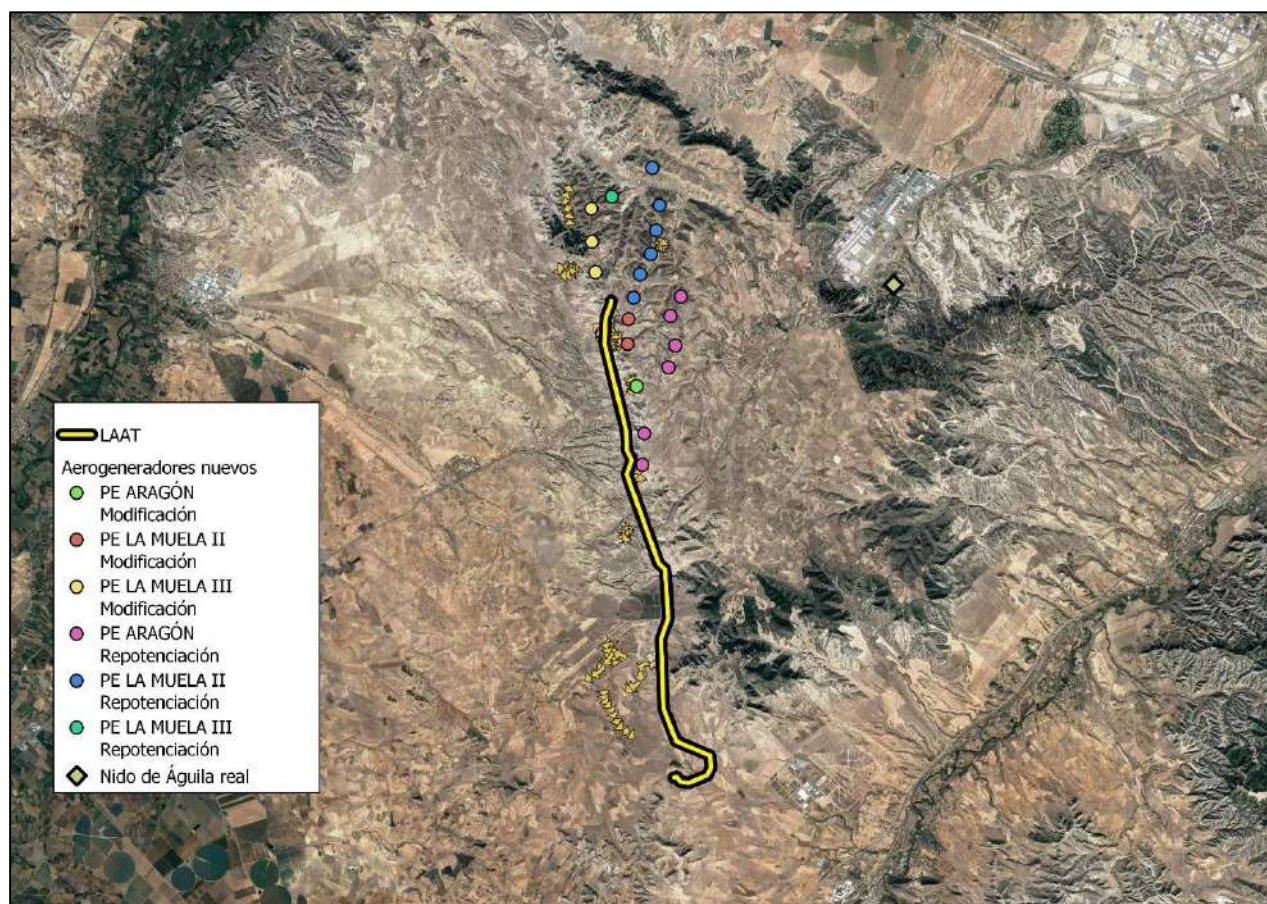 LAAT
Aerogeneradores nuevos
PE ARAGÓN
Modificación
PE LA MUELA II
Modificación
PE LA MUELA III
Modificación
PE ARAGÓN
Repotenciación
PE LA MUELA II
Repotenciación
PE LA MUELA III
Repotenciación
Nido de Águila real